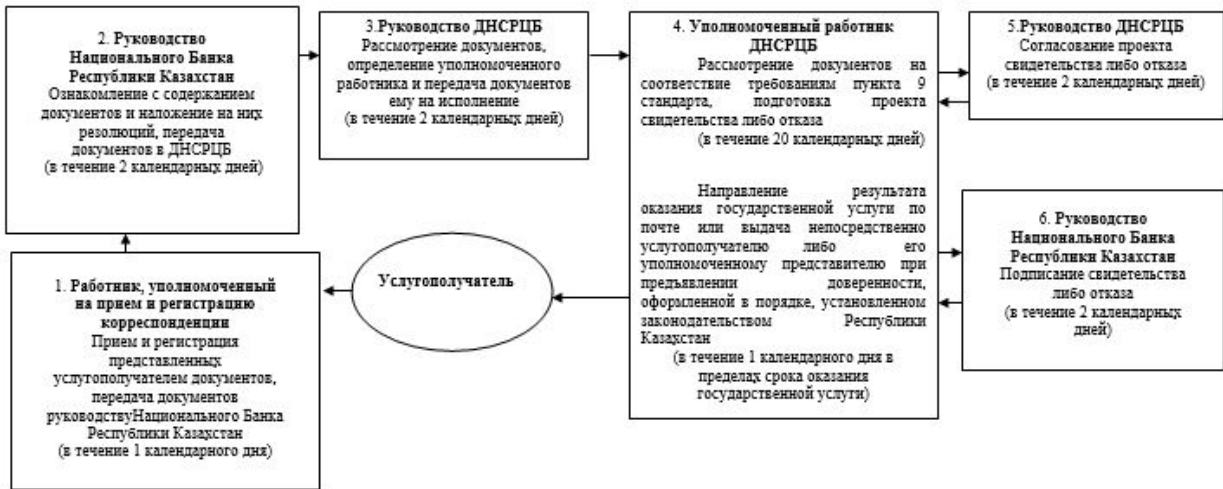 2. Руководство
Национального Банка
Республики Казахстан
Ознакомление с содержанием
документов и наложение на них
резолюций, передача
документов в ДНСРЦБ
(в течение 2 календарных дней)
3.Руководство ДНСРЦБ
Рассмотрение документов,
определение уполномоченного
работника и передача документов
ему на исполнение
(в течение 2 календарных дней)
4. Уполномоченный работник
ДНСРЦБ
Рассмотрение документов на
соответствие требованиям пункта 9
стандарта, подготовка проекта
свидетельства либо отказа
(в течение 20 календарных дней)
Направление результата
оказания государственной услуги по
почте или выдача непосредственно
услугополучателю либо его
уполномоченному представителю при
предъявлении доверенности,
оформленной в порядке, установленном
законодательством Республики
Казахстан
(в течение 1 календарного дня в
пределах срока оказания
государственной услуги)
5.Руководство ДНСРЦБ
Согласование проекта
свидетельства либо отказа
(в течение 2 календарных дней)
6. Руководство
Национального Банка
Республики Казахстан
Подписание свидетельства
либо отказа
(в течение 2 календарных
дней)
Услугополучатель
1. Работник, уполномоченный
на прием и регистрацию
корреспонденции
Прием и регистрация
представленных
услугополучателем документов,
передача документов
руководствуНационального Банка
Республики Казахстан
(в течение 1 календарного дня)